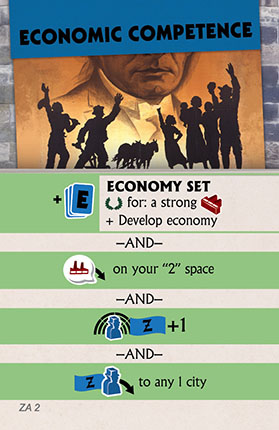 ECONOMIC COMPETENCE
+ E ECONOMY SET
for: a strong
+ Develop economy
–AND–
on your “2” space
–AND–
Z +1
–AND–
Z to any 1 city
ZA 2